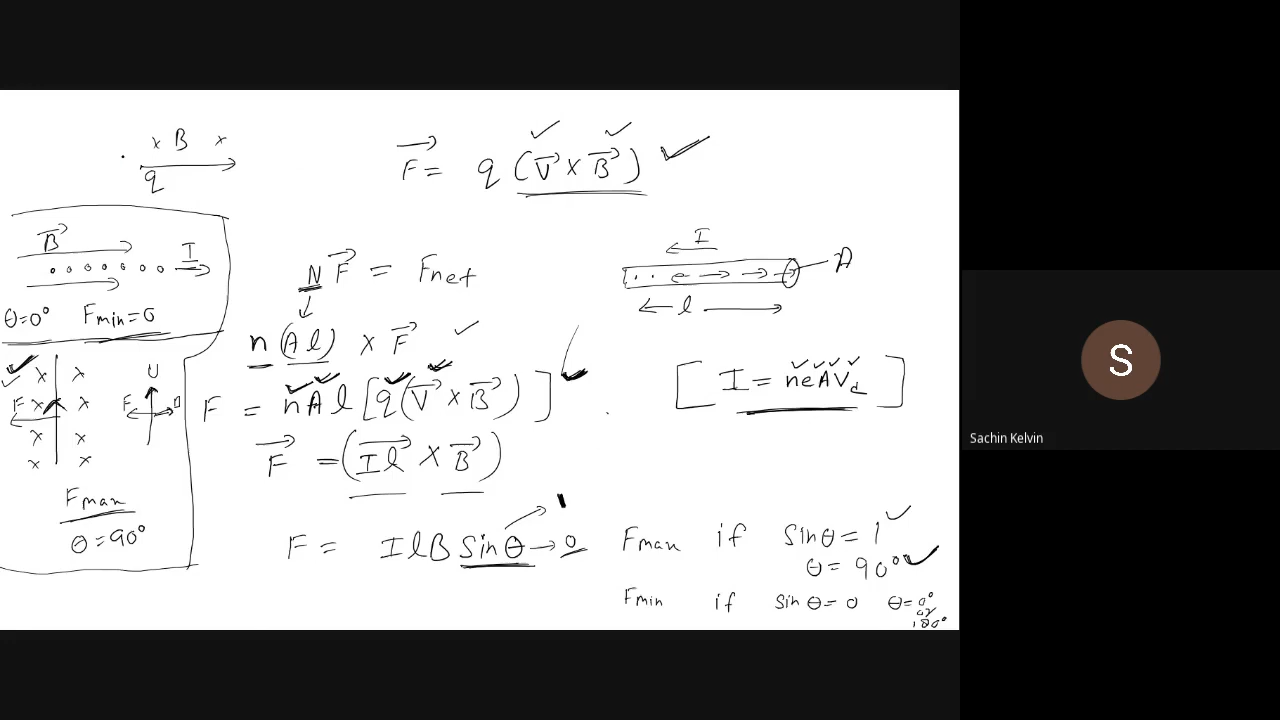 x B x
q
F = q (V x B)
B
I
θ=0° Fmin=0
N F = Fnet
I
A
l
n (Al) x F
x x U
F x x F
x x
x x
F = nAl [q(V x B)]
[ I = neAVd ]
F = (Il x B)
Fmax
θ=90°
F = IlB Sinθ → 0
Fmax if Sinθ = 1
θ = 90°
Fmin if Sinθ = 0 θ=0°
or
180°
S
Sachin Kelvin